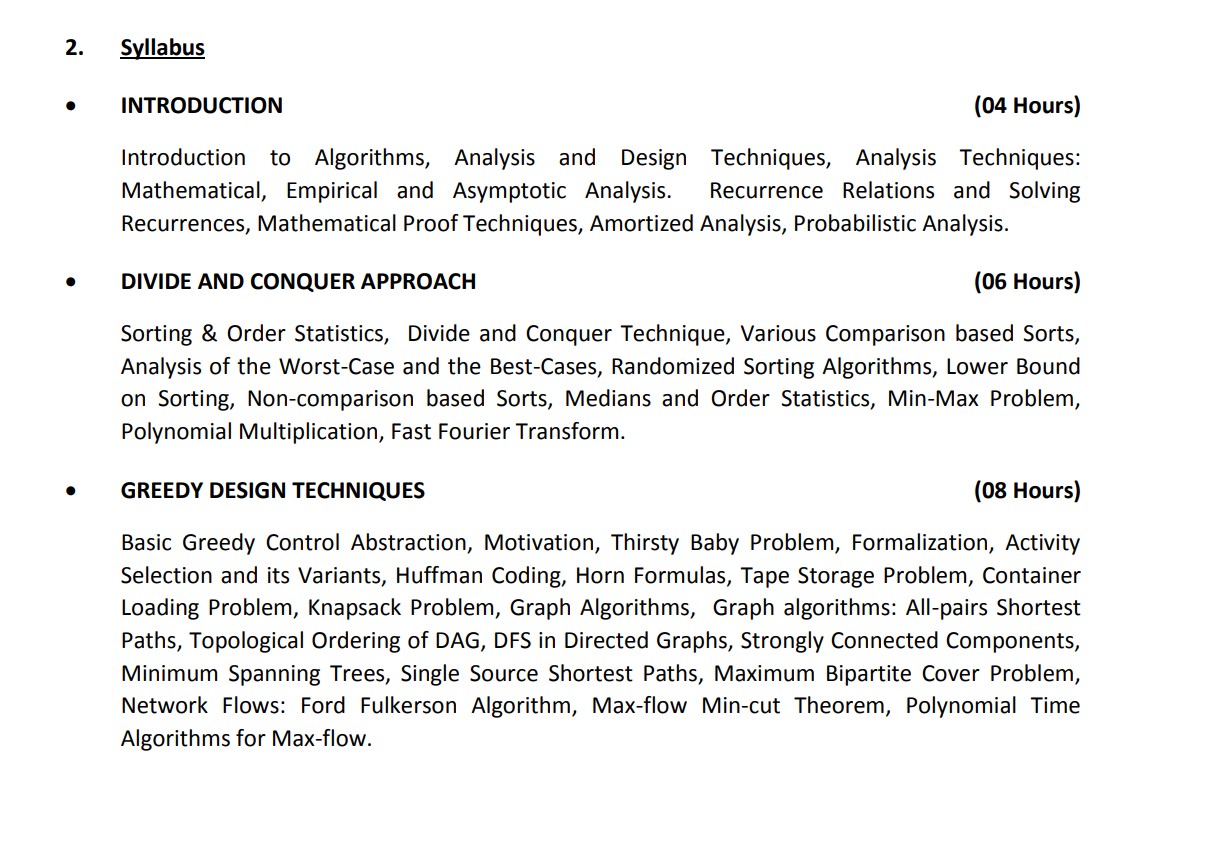 2. Syllabus
• INTRODUCTION (04 Hours)
Introduction to Algorithms, Analysis and Design Techniques, Analysis Techniques:
Mathematical, Empirical and Asymptotic Analysis. Recurrence Relations and Solving
Recurrences, Mathematical Proof Techniques, Amortized Analysis, Probabilistic Analysis.
• DIVIDE AND CONQUER APPROACH (06 Hours)
Sorting & Order Statistics, Divide and Conquer Technique, Various Comparison based Sorts,
Analysis of the Worst-Case and the Best-Cases, Randomized Sorting Algorithms, Lower Bound
on Sorting, Non-comparison based Sorts, Medians and Order Statistics, Min-Max Problem,
Polynomial Multiplication, Fast Fourier Transform.
• GREEDY DESIGN TECHNIQUES (08 Hours)
Basic Greedy Control Abstraction, Motivation, Thirsty Baby Problem, Formalization, Activity
Selection and its Variants, Huffman Coding, Horn Formulas, Tape Storage Problem, Container
Loading Problem, Knapsack Problem, Graph Algorithms, Graph algorithms: All-pairs Shortest
Paths, Topological Ordering of DAG, DFS in Directed Graphs, Strongly Connected Components,
Minimum Spanning Trees, Single Source Shortest Paths, Maximum Bipartite Cover Problem,
Network Flows: Ford Fulkerson Algorithm, Max-flow Min-cut Theorem, Polynomial Time
Algorithms for Max-flow.